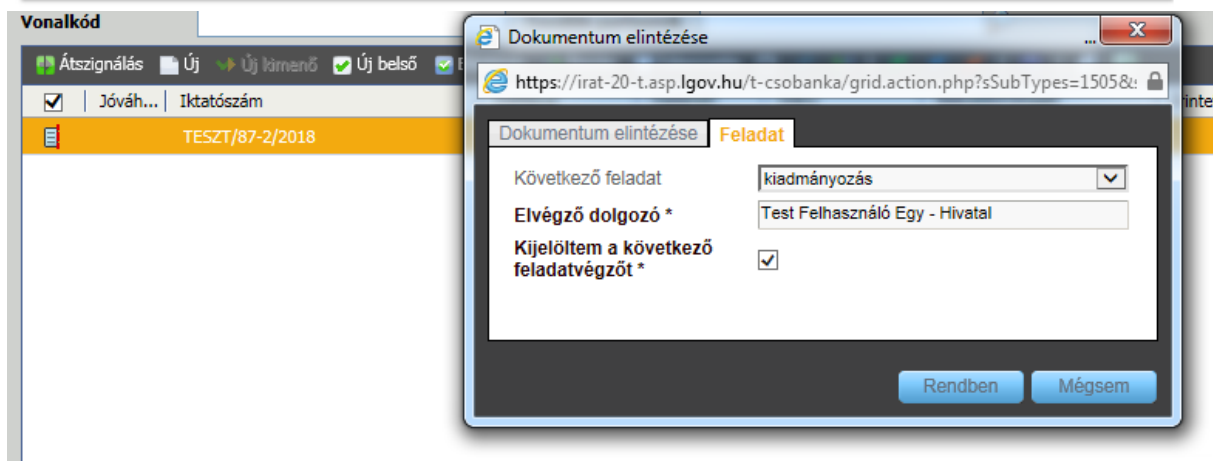 Vonalkód
Átszignálás Új Új kimenő Új belső
Jóváh... Iktatószám
TESZT/87-2/2018
Dokumentum elintézése ...
https://irat-20-t.asp.lgov.hu/t-csobanka/grid.action.php?sSubTypes=1505&
Dokumentum elintézése Feladat
Következő feladat kiadmányozás
Elvégző dolgozó * Test Felhasználó Egy - Hivatal
Kijelöltem a következő
feladatvégzőt *
Rendben Mégsem